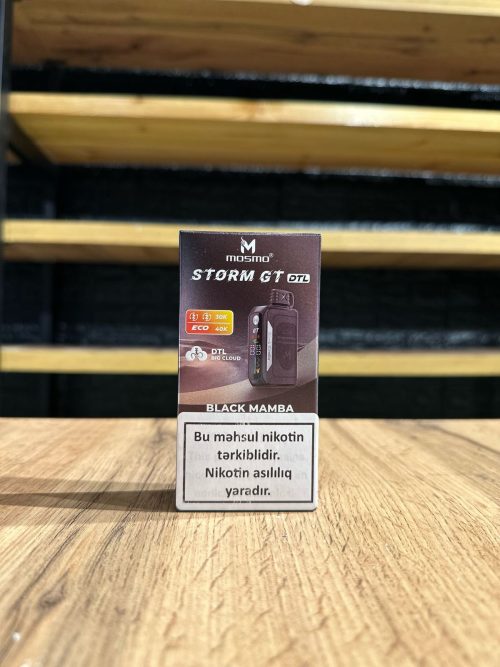 MOSMO®
STORM GT DTL
30K
ECO 40K
DTL
BIG CLOUD
BLACK MAMBA
Bu məhsul nikotin
tərkiblidir.
Nikotin asılılıq
yaradır.